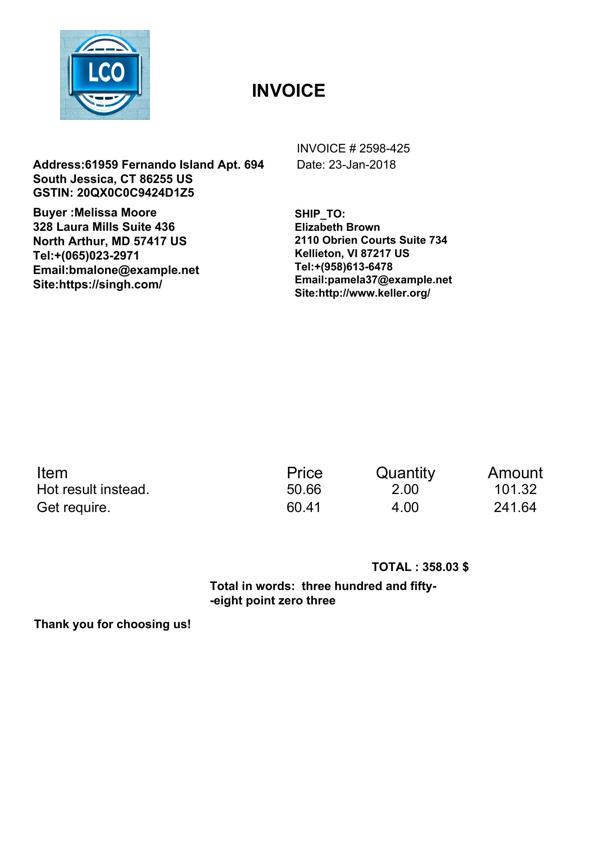 LCO
INVOICE
INVOICE # 2598-425
Date: 23-Jan-2018
Address:61959 Fernando Island Apt. 694
South Jessica, CT 86255 US
GSTIN: 20QX0C0C9424D1Z5
Buyer :Melissa Moore
328 Laura Mills Suite 436
North Arthur, MD 57417 US
Tel:+(065)023-2971
Email:bmalone@example.net
Site:https://singh.com/
SHIP_TO:
Elizabeth Brown
2110 Obrien Courts Suite 734
Kellieton, VI 87217 US
Tel:+(958)613-6478
Email:pamela37@example.net
Site:http://www.keller.org/
Item Price Quantity Amount
Hot result instead. 50.66 2.00 101.32
Get require. 60.41 4.00 241.64
TOTAL : 358.03 $
Total in words: three hundred and fifty-
-eight point zero three
Thank you for choosing us!